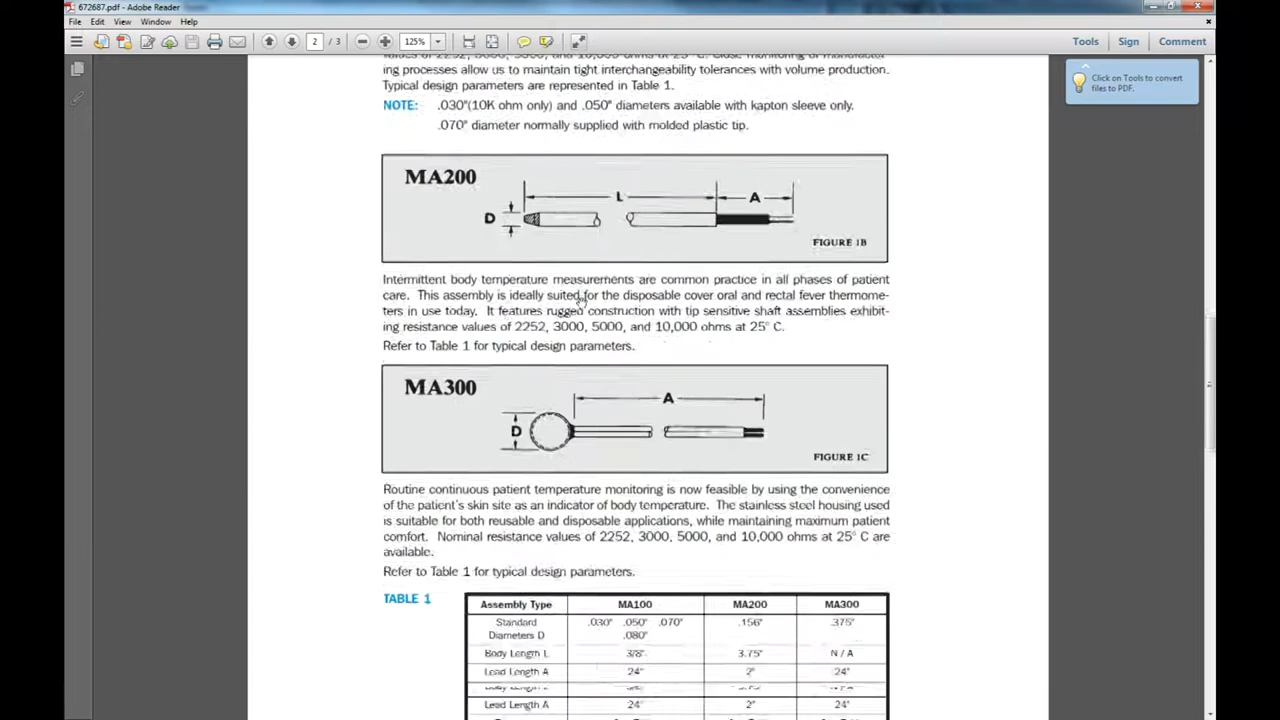 672687.pdf - Adobe Reader
File Edit View Window Help
2 / 3 125% Tools Sign Comment
Click on Tools to convert
files to PDF.
ing processes allow us to maintain tight interchangeability tolerances with volume production.
Typical design parameters are represented in Table 1.
NOTE: .030"(10K ohm only) and .050" diameters available with kapton sleeve only.
.070" diameter normally supplied with molded plastic tip.
MA200
L
A
D
FIGURE 1B
Intermittent body temperature measurements are common practice in all phases of patient
care. This assembly is ideally suited for the disposable cover oral and rectal fever thermome-
ters in use today. It features rugged construction with tip sensitive shaft assemblies exhibit-
ing resistance values of 2252, 3000, 5000, and 10,000 ohms at 25° C.
Refer to Table 1 for typical design parameters.
MA300
A
D
FIGURE 1C
Routine continuous patient temperature monitoring is now feasible by using the convenience
of the patient's skin site as an indicator of body temperature. The stainless steel housing used
is suitable for both reusable and disposable applications, while maintaining maximum patient
comfort. Nominal resistance values of 2252, 3000, 5000, and 10,000 ohms at 25° C are
available.
Refer to Table 1 for typical design parameters.
TABLE 1
Assembly Type MA100 MA200 MA300
Standard .030" .050" .070" .156" .375"
Diameters D .080"
Body Length L 3/8" 3.75" N / A
Lead Length A 24" 2" 24"
Lead Length A 24" 2" 24"